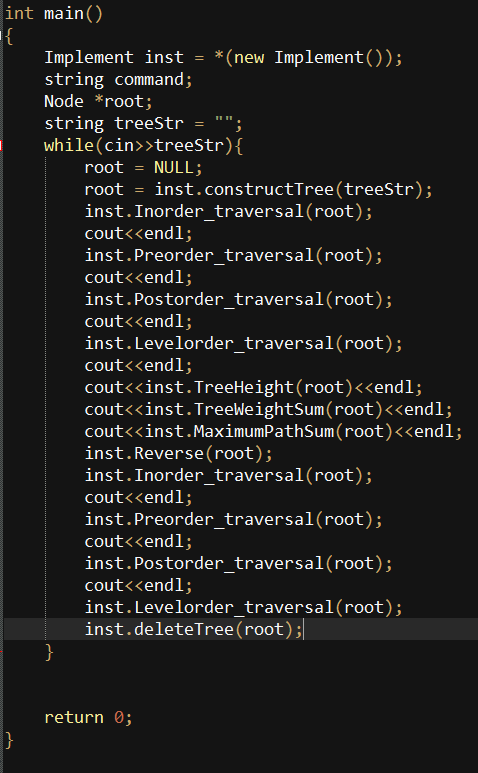 int main()
{
    Implement inst = *(new Implement());
    string command;
    Node *root;
    string treeStr = "";
    while(cin>>treeStr){
        root = NULL;
        root = inst.constructTree(treeStr);
        inst.Inorder_traversal(root);
        cout<<endl;
        inst.Preorder_traversal(root);
        cout<<endl;
        inst.Postorder_traversal(root);
        cout<<endl;
        inst.Levelorder_traversal(root);
        cout<<endl;
        cout<<inst.TreeHeight(root)<<endl;
        cout<<inst.TreeWeightSum(root)<<endl;
        cout<<inst.MaximumPathSum(root)<<endl;
        inst.Reverse(root);
        inst.Inorder_traversal(root);
        cout<<endl;
        inst.Preorder_traversal(root);
        cout<<endl;
        inst.Postorder_traversal(root);
        cout<<endl;
        inst.Levelorder_traversal(root);
        inst.deleteTree(root);
    }
    return 0;
}